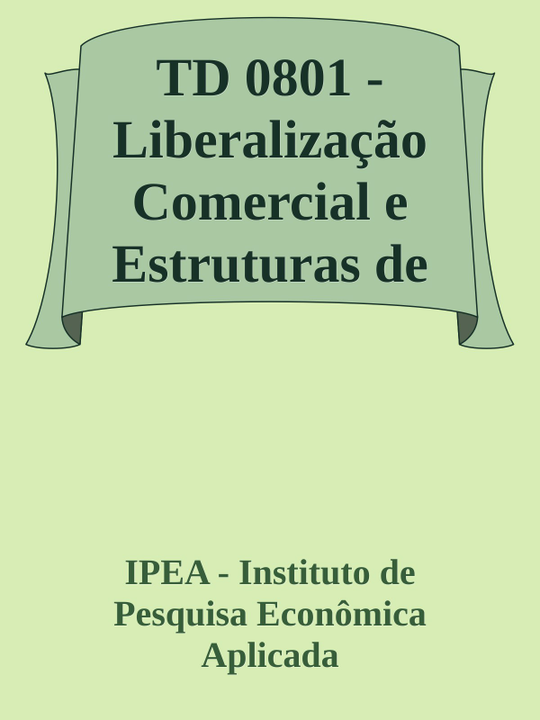 TD 0801 -
Liberalização
Comercial e
Estruturas de
IPEA - Instituto de
Pesquisa Econômica
Aplicada